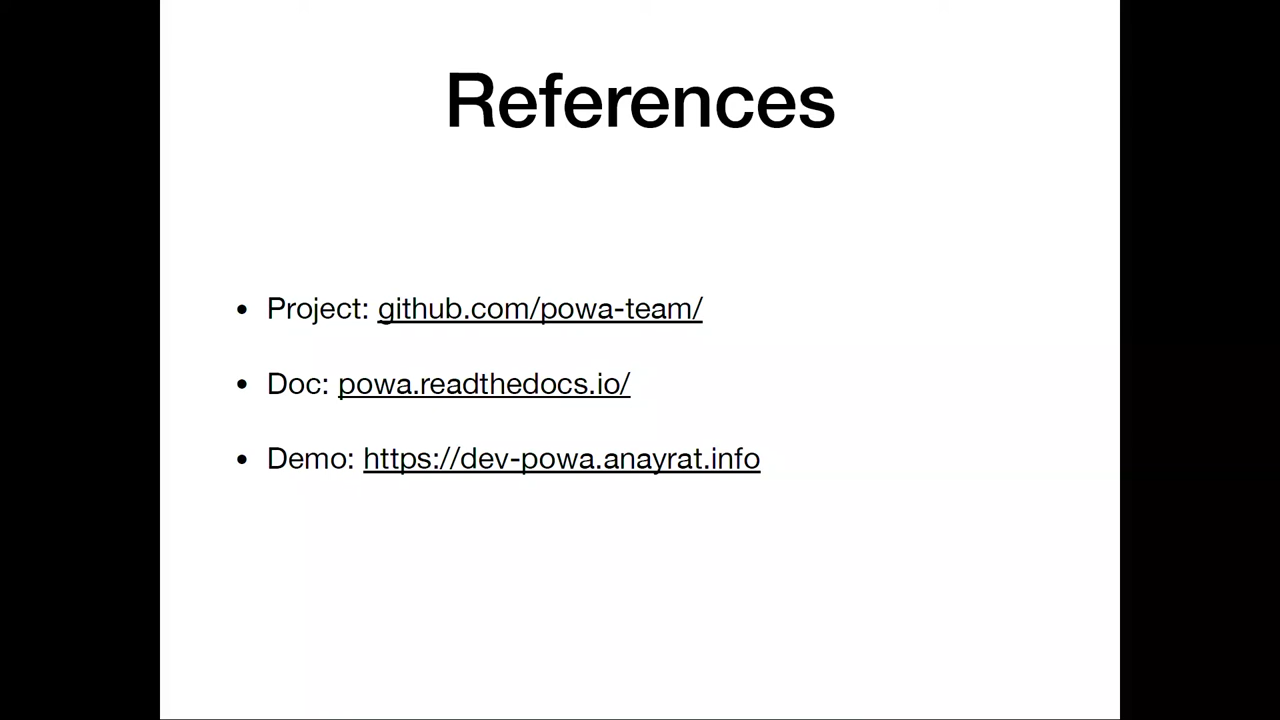 References
• Project: github.com/powa-team/
• Doc: powa.readthedocs.io/
• Demo: https://dev-powa.anayrat.info